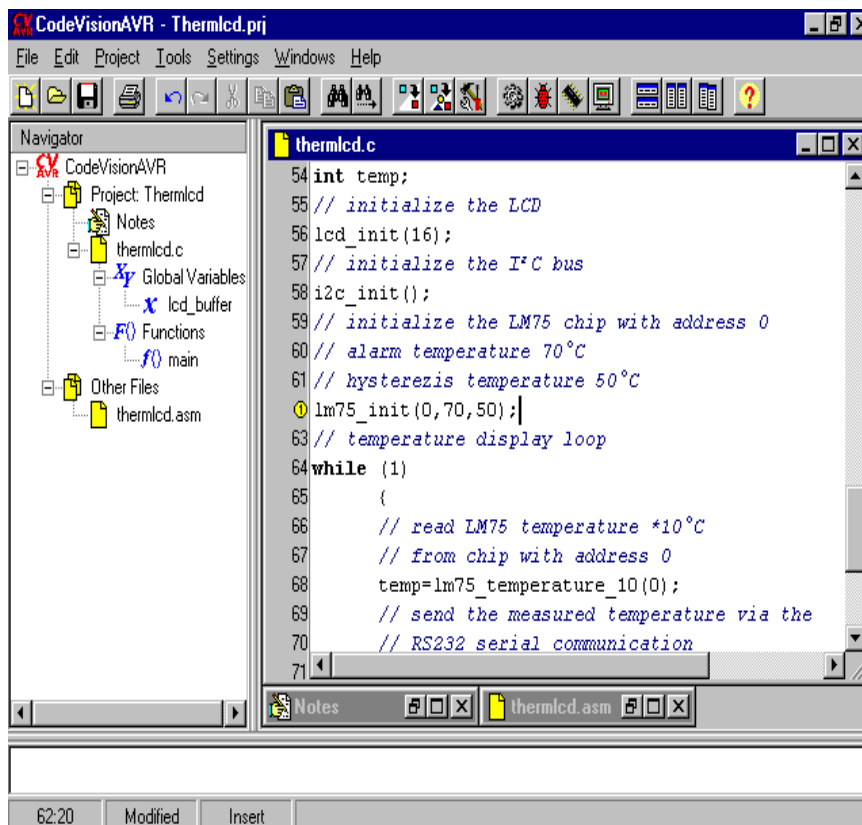 CodeVisionAVR - Thermlcd.prj
File Edit Project Tools Settings Windows Help
Navigator
CodeVisionAVR
Project: Thermlcd
Notes
thermlcd.c
Global Variables
lcd_buffer
F() Functions
f() main
Other Files
thermlcd.asm
thermlcd.c
54 int temp;
55 // initialize the LCD
56 lcd_init(16);
57 // initialize the I²C bus
58 i2c_init();
59 // initialize the LM75 chip with address 0
60 // alarm temperature 70°C
61 // hysterezis temperature 50°C
1 lm75_init(0,70,50);
63 // temperature display loop
64 while (1)
65 {
66 // read LM75 temperature *10°C
67 // from chip with address 0
68 temp=lm75_temperature_10(0);
69 // send the measured temperature via the
70 // RS232 serial communication
71
Notes
thermlcd.asm
62:20 Modified Insert